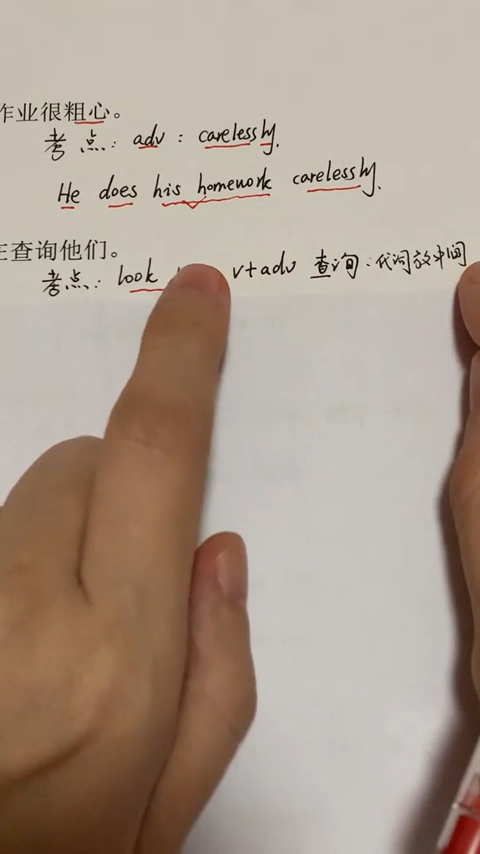 作业很粗心。
考点：adv：carelessly.
He does his homework carelessly.
查询他们。
考点：look v+adv 查询：代词放中间